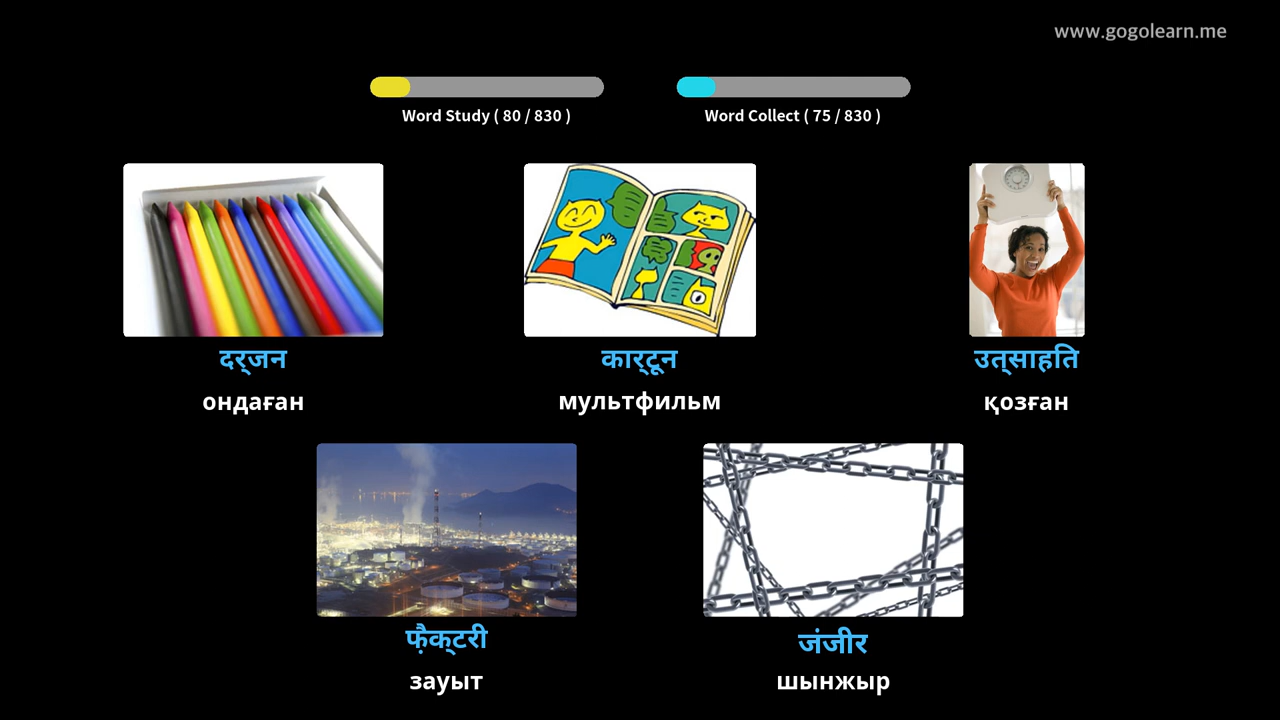 www.gogolearn.me
Word Study ( 80 / 830 )
Word Collect ( 75 / 830 )
दर्जन
ондаған
कार्टून
мультфильм
उत्साहति
қозған
फ़ैक्टरी
зауыт
जंजीर
шынжыр